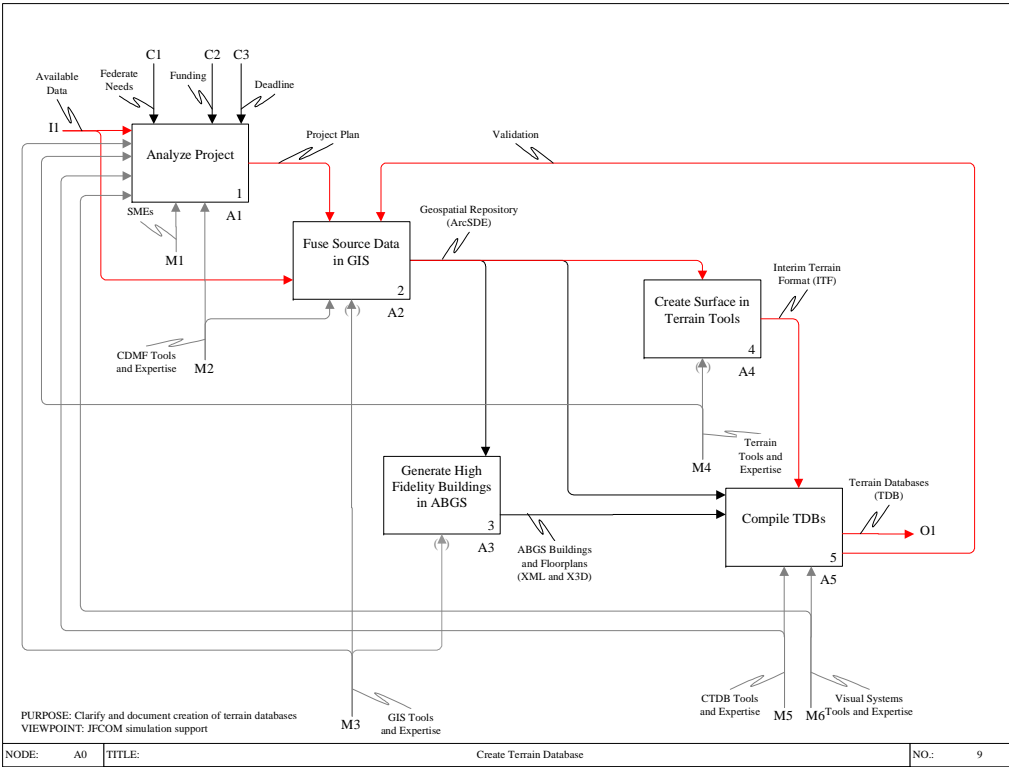 C1
C2
C3
Federate
Needs
Funding
Deadline
Available
Data
I1
Analyze Project
1
A1
SMEs
M1
Project Plan
Validation
Geospatial Repository
(ArcSDE)
Fuse Source Data
in GIS
2
A2
CDMF Tools
and Expertise
M2
Interim Terrain
Format (ITF)
Create Surface in
Terrain Tools
4
A4
( )
( )
Terrain
Tools and
Expertise
M4
Generate High
Fidelity Buildings
in ABGS
3
A3
( )
ABGS Buildings
and Floorplans
(XML and X3D)
Terrain Databases
(TDB)
Compile TDBs
5
A5
O1
GIS Tools
and Expertise
M3
CTDB Tools
and Expertise
M5
M6
Visual Systems
Tools and Expertise
PURPOSE: Clarify and document creation of terrain databases
VIEWPOINT: JFCOM simulation support
NODE: A0 TITLE: Create Terrain Database NO.: 9